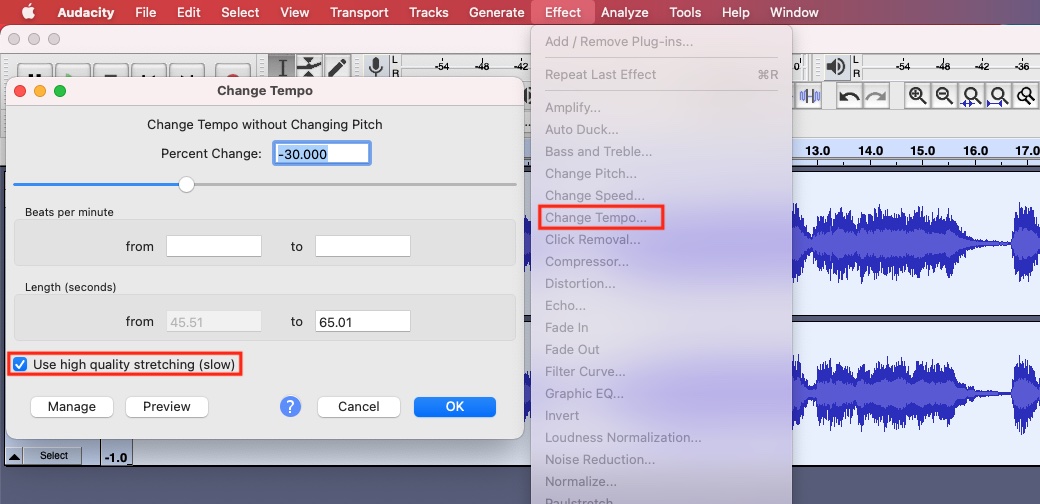 Audacity File Edit Select View Transport Tracks Generate Effect Analyze Tools Help Window
L
R
-54 -48 -42
L
R
-54 -48 -42 -36
13.0 14.0 15.0 16.0 17.0
Change Tempo
Change Tempo without Changing Pitch
Percent Change: -30.000
Beats per minute
from to
Length (seconds)
from 45.51 to 65.01
Use high quality stretching (slow)
Manage Preview ? Cancel OK
Select -1.0
Add / Remove Plug-ins...
Repeat Last Effect ⌘R
Amplify...
Auto Duck...
Bass and Treble...
Change Pitch...
Change Speed...
Change Tempo...
Click Removal...
Compressor...
Distortion...
Echo...
Fade In
Fade Out
Filter Curve...
Graphic EQ...
Invert
Loudness Normalization...
Noise Reduction...
Normalize...
Paulstretch